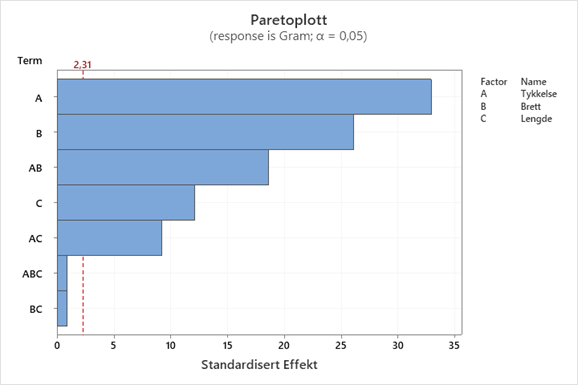 Paretoplott
(response is Gram; α = 0,05)
Term
2,31
A
B
AB
C
AC
ABC
BC
0 5 10 15 20 25 30 35
Standardisert Effekt
Factor Name
A Tykkelse
B Brett
C Lengde